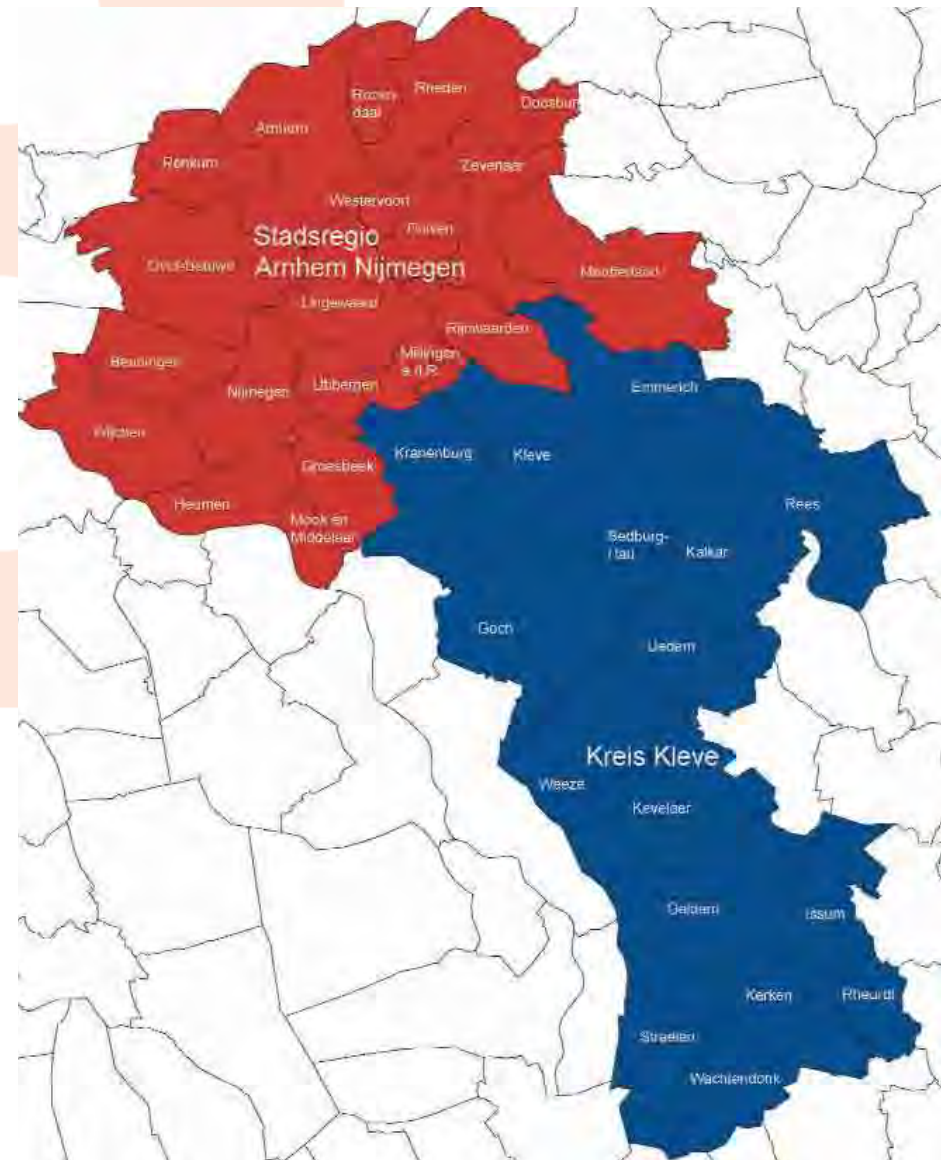 Rheden
Rozen-
daal
Doesburg
Arnhem
Renkum
Zevenaar
Westervoort
Stadsregio
Arnhem Nijmegen
Duiven
Overbetuwe
Montferland
Lingewaard
Rijnwaarden
Millingen
a.d.R.
Beuningen
Nijmegen
Ubbergen
Emmerich
Wijchen
Kranenburg
Kleve
Groesbeek
Heumen
Rees
Mook en
Middelaar
Bedburg-
Hau
Kalkar
Goch
Uedem
Kreis Kleve
Weeze
Kevelaer
Geldern
Issum
Kerken
Rheurdt
Straelen
Wachtendonk